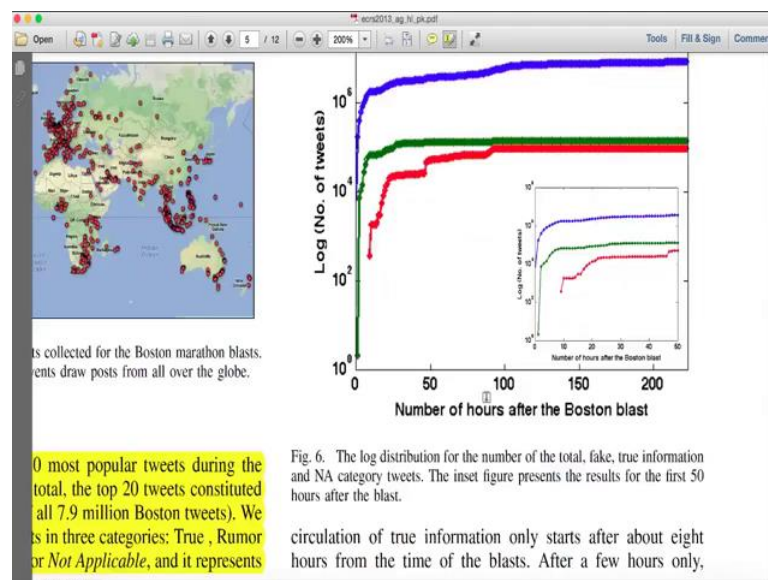 ecrs2013_ag_hl_pk.pdf
Open
5 / 12
200%
Tools Fill & Sign Comment
Log (No. of tweets)
10^6
10^4
10^2
10^0
0 50 100 150 200
Number of hours after the Boston blast
0 10 20 30 40 50
Number of hours after the Boston blast
ts collected for the Boston marathon blasts.
vents draw posts from all over the globe.
0 most popular tweets during the
total, the top 20 tweets constituted
all 7.9 million Boston tweets). We
ts in three categories: True , Rumor
or Not Applicable, and it represents
Fig. 6. The log distribution for the number of the total, fake, true information
and NA category tweets. The inset figure presents the results for the first 50
hours after the blast.
circulation of true information only starts after about eight
hours from the time of the blasts. After a few hours only,